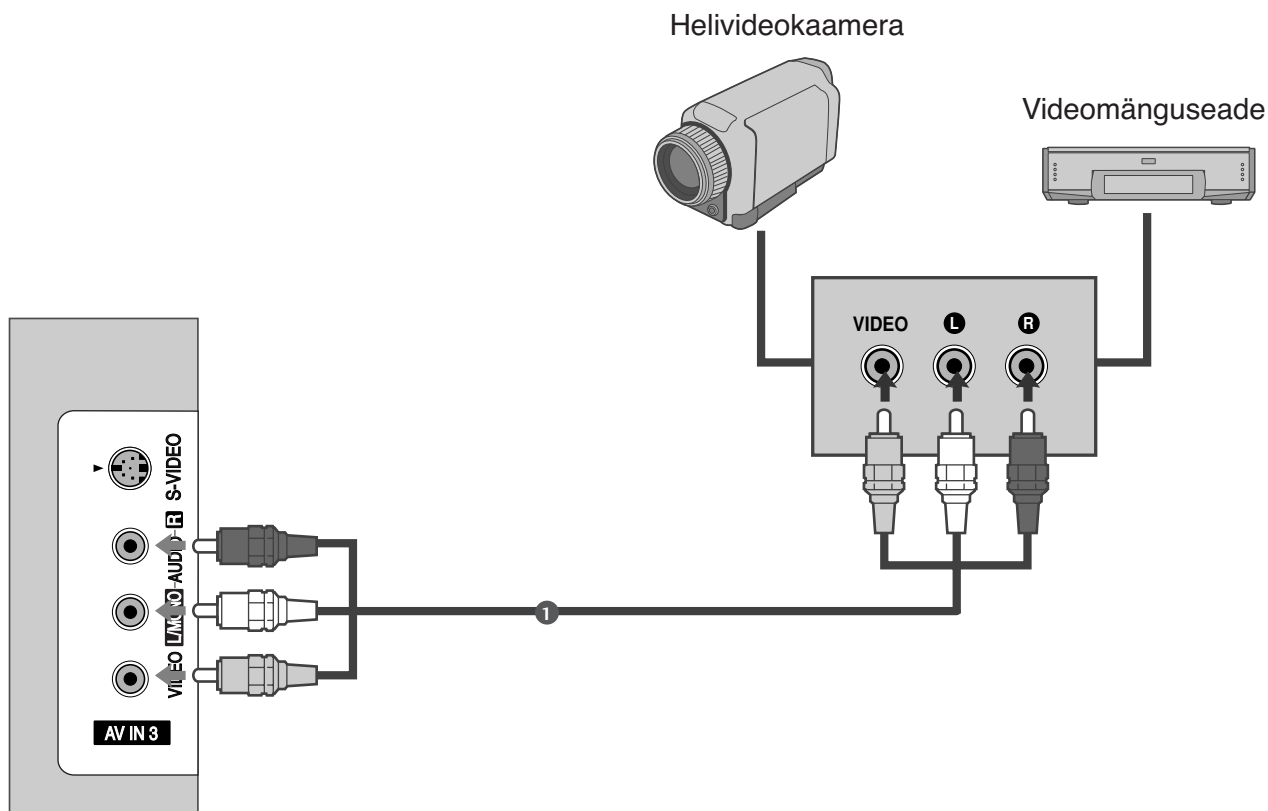 Helivideokaamera
Videomänguseade
VIDEO L R
S-VIDEO
L/MONO AUDIO R
VIDEO
1
AV IN 3